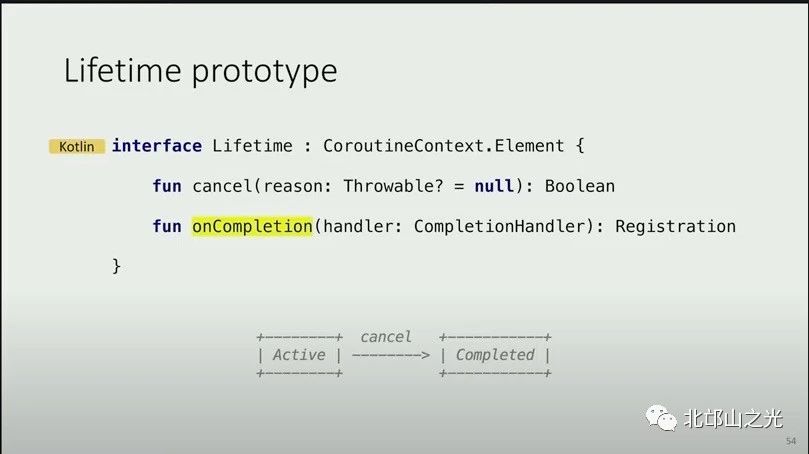 Lifetime prototype
Kotlin interface Lifetime : CoroutineContext.Element {
fun cancel(reason: Throwable? = null): Boolean
fun onCompletion(handler: CompletionHandler): Registration
}
+--------+ cancel +-----------+
| Active | --------> | Completed |
+--------+ +-----------+
北邙山之光
54